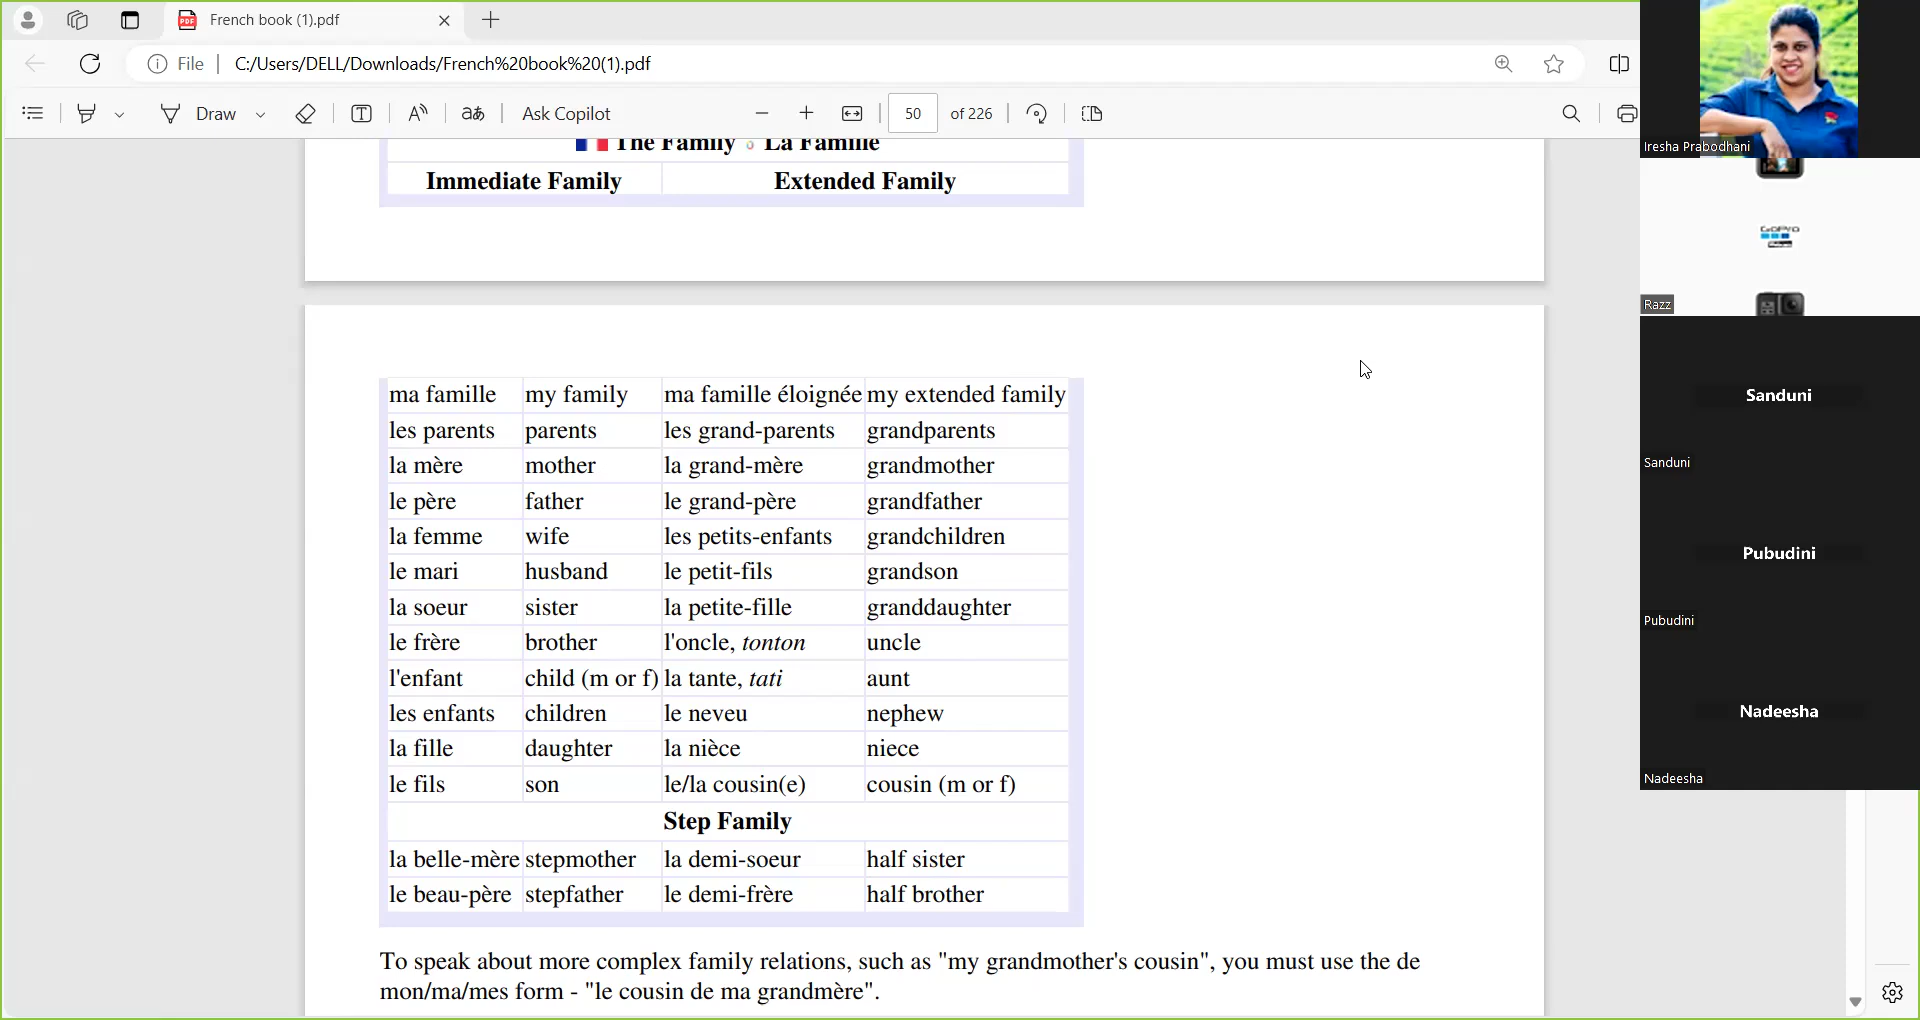 French book (1).pdf
File
C:/Users/DELL/Downloads/French%20book%20(1).pdf
Draw
aあ
Ask Copilot
50 of 226
The Family La Famille
Immediate Family Extended Family
ma famille my family ma famille éloignée my extended family
les parents parents les grand-parents grandparents
la mère mother la grand-mère grandmother
le père father le grand-père grandfather
la femme wife les petits-enfants grandchildren
le mari husband le petit-fils grandson
la soeur sister la petite-fille granddaughter
le frère brother l'oncle, tonton uncle
l'enfant child (m or f) la tante, tati aunt
les enfants children le neveu nephew
la fille daughter la nièce niece
le fils son le/la cousin(e) cousin (m or f)
Step Family
la belle-mère stepmother la demi-soeur half sister
le beau-père stepfather le demi-frère half brother
To speak about more complex family relations, such as "my grandmother's cousin", you must use the de
mon/ma/mes form - "le cousin de ma grandmère".
Iresha Prabodhani
GoPro
Razz
Sanduni
Sanduni
Pubudini
Pubudini
Nadeesha
Nadeesha